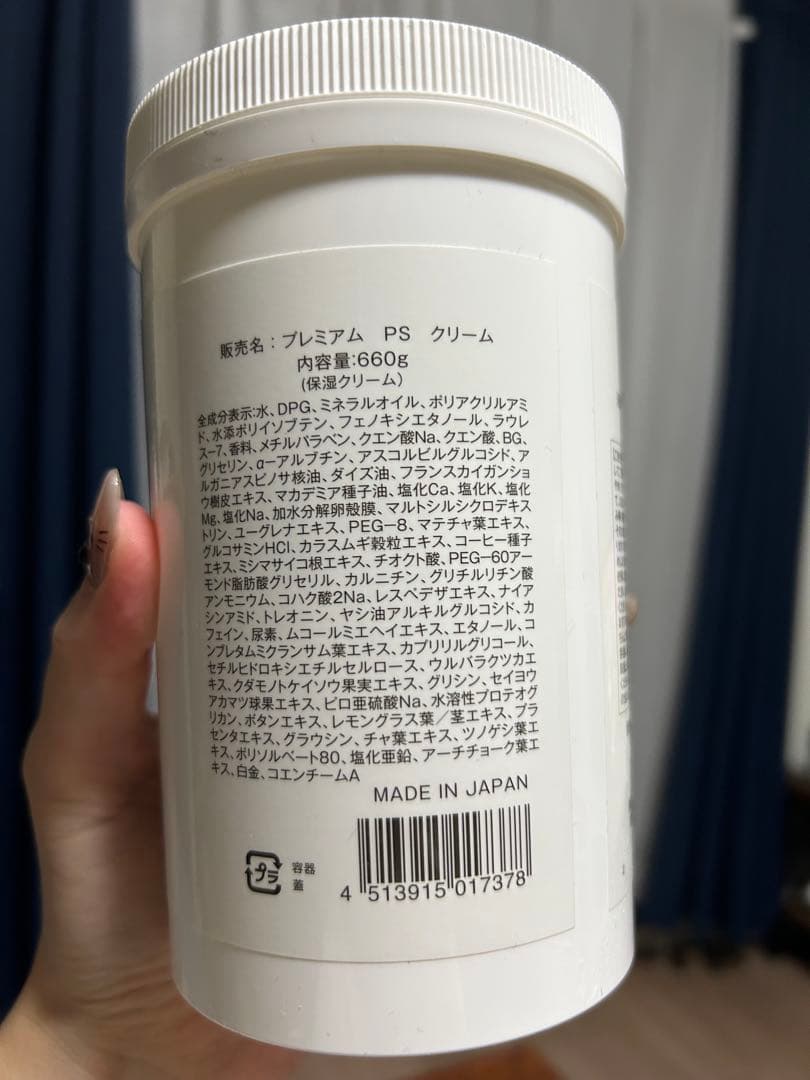 販売名：プレミアム PS クリーム
内容量:660g
(保湿クリーム)
全成分表示:水、DPG、ミネラルオイル、ポリアクリルアミ
ド、水添ポリイソブテン、フェノキシエタノール、ラウレ
ス-7、香料、メチルパラベン、クエン酸Na、クエン酸、BG、
グリセリン、α-アルブチン、アスコルビルグルコシド、ア
ルガニアスピノサ核油、ダイズ油、フランスカイガンショ
ウ樹皮エキス、マカデミア種子油、塩化Ca、塩化K、塩化
Mg、塩化Na、加水分解卵殻膜、マルトシルシクロデキス
トリン、ユーグレナエキス、PEG-8、マテチャ葉エキス、
グルコサミンHCl、カラスムギ穀粒エキス、コーヒー種子
エキス、ミシマサイコ根エキス、チオクト酸、PEG-60アー
モンド脂肪酸グリセリル、カルニチン、グリチルリチン酸
アンモニウム、コハク酸2Na、レスペデザエキス、ナイア
シンアミド、トレオニン、ヤシ油アルキルグルコシド、カ
フェイン、尿素、ムコールミエヘイエキス、エタノール、コ
ンブレタムミクランサム葉エキス、カプリリルグリコール、
セチルヒドロキシエチルセルロース、ウルバラクツカエ
キス、クダモノトケイソウ果実エキス、グリシン、セイヨウ
アカマツ球果エキス、ピロ亜硫酸Na、水溶性プロテオグ
リカン、ボタンエキス、レモングラス葉／茎エキス、プラ
センタエキス、グラウシン、チャ葉エキス、ツノゲシ葉エ
キス、ポリソルベート80、塩化亜鉛、アーチチョーク葉エ
キス、白金、コエンチームA
MADE IN JAPAN
プラ
容器
蓋
4 513915 017378